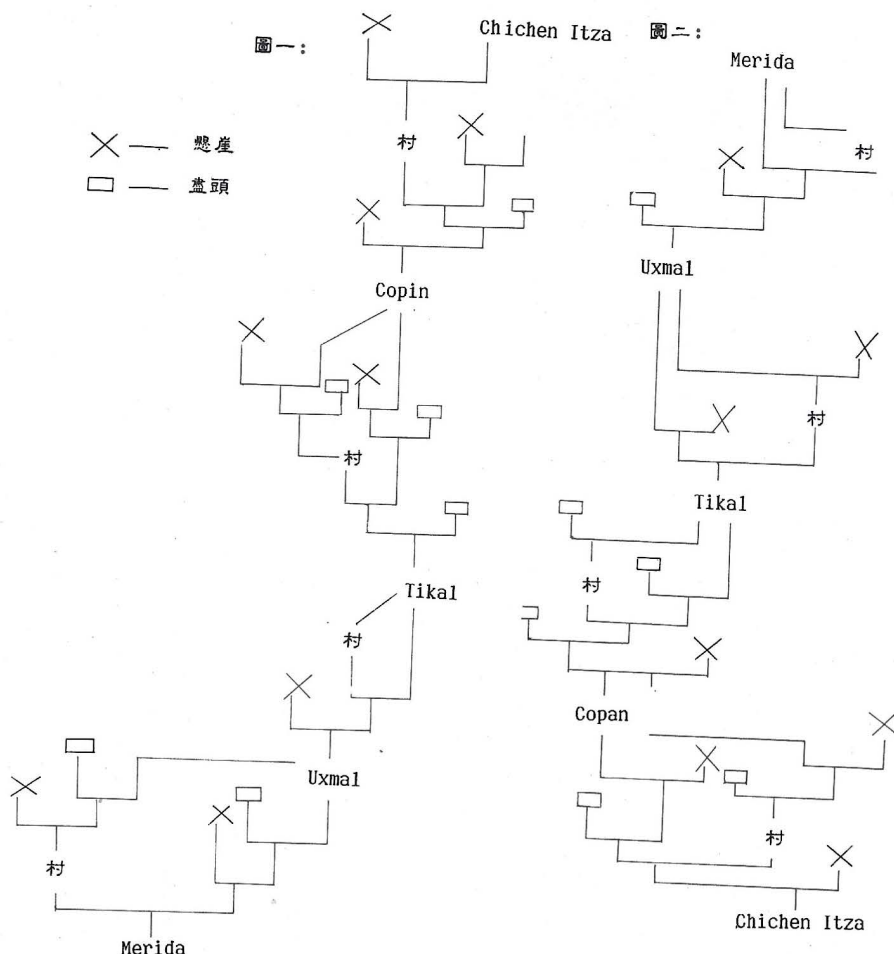 圖一：
Chichen Itza
村
懸崖
盡頭
Copin
村
Tikal
村
Uxmal
村
Merida
圖二：
Merida
村
Uxmal
村
Tikal
村
Copan
村
Chichen Itza